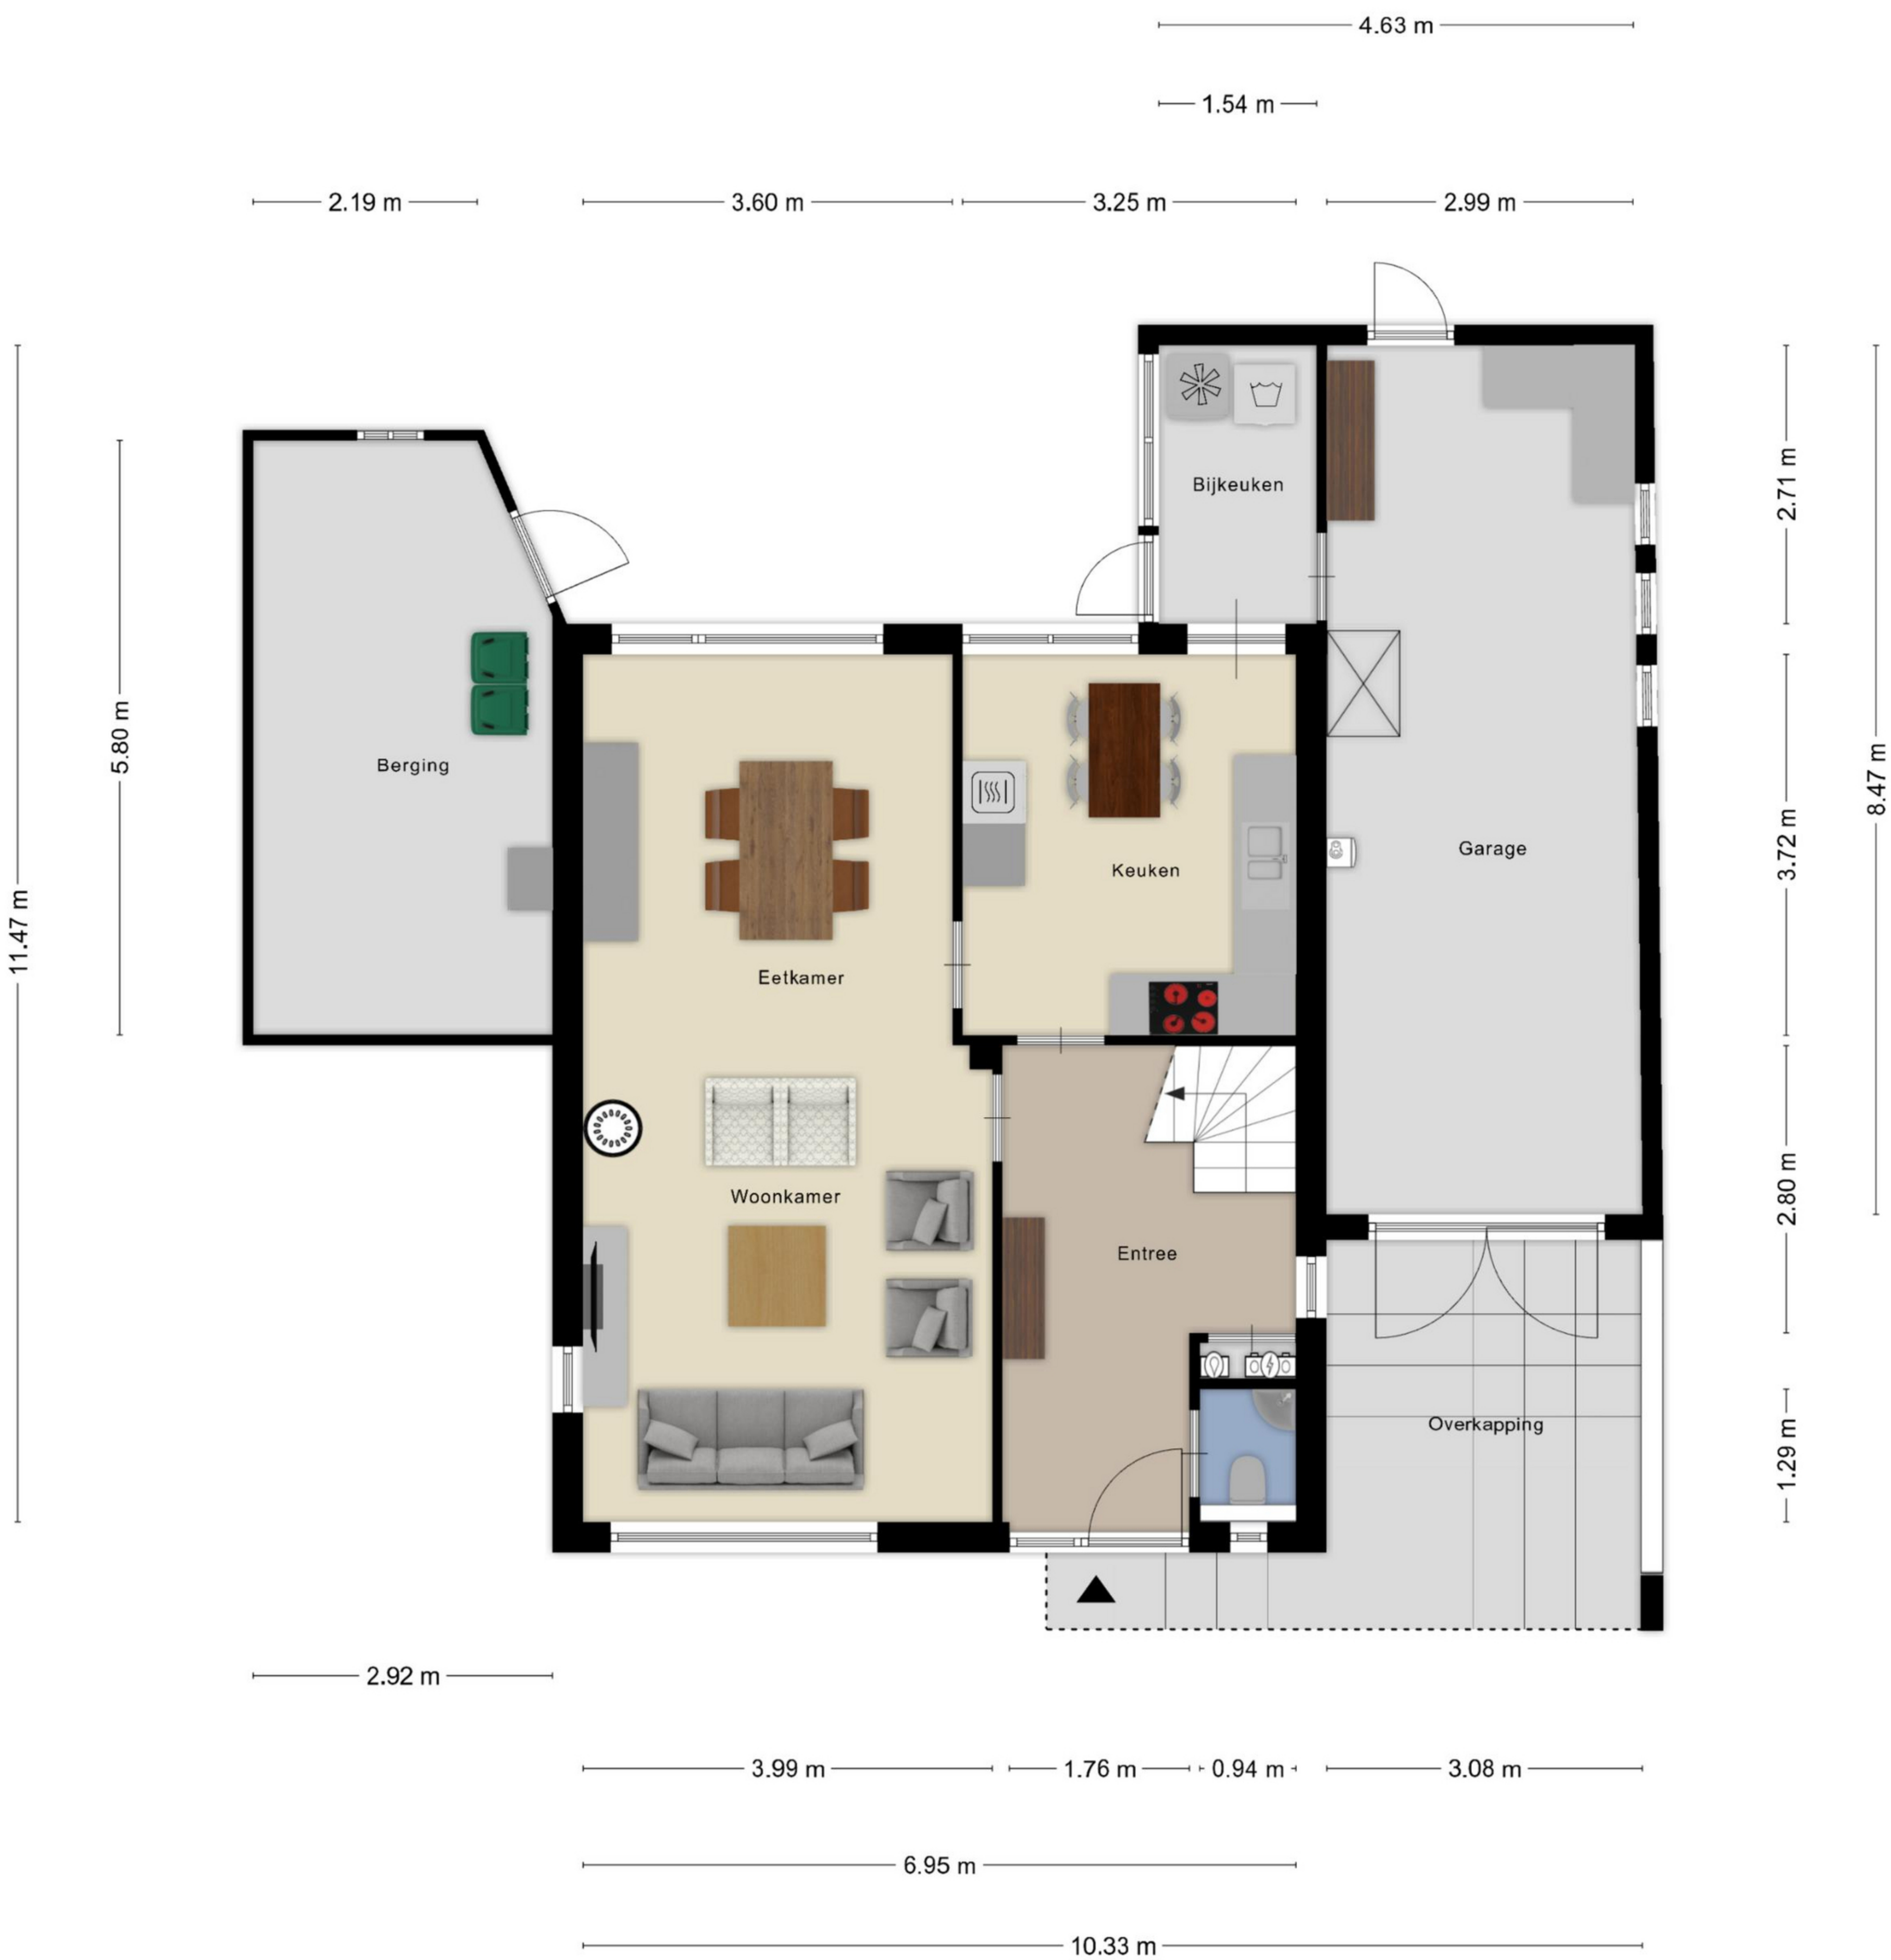 4.63 m
1.54 m
2.19 m
3.60 m
3.25 m
2.99 m
Bijkeuken
2.71 m
5.80 m
Berging
8.47 m
3.72 m
Garage
Keuken
11.47 m
Eetkamer
Woonkamer
2.80 m
Entree
Overkapping
1.29 m
2.92 m
3.99 m
1.76 m
0.94 m
3.08 m
6.95 m
10.33 m